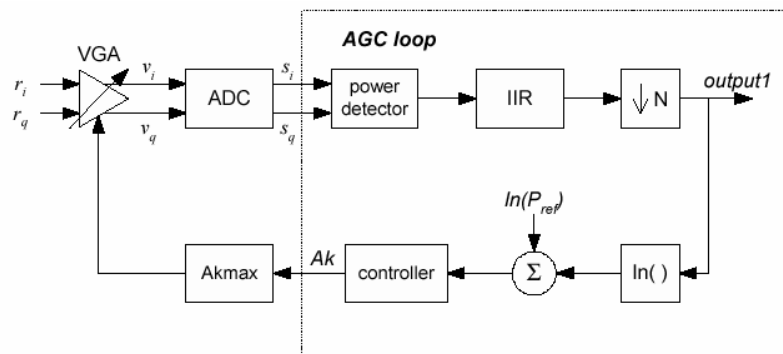 AGC loop
VGA
r_i
r_q
v_i
v_q
ADC
s_i
s_q
power
detector
IIR
↓ N
output1
ln(P_ref)
Akmax
Ak
controller
Σ
ln( )